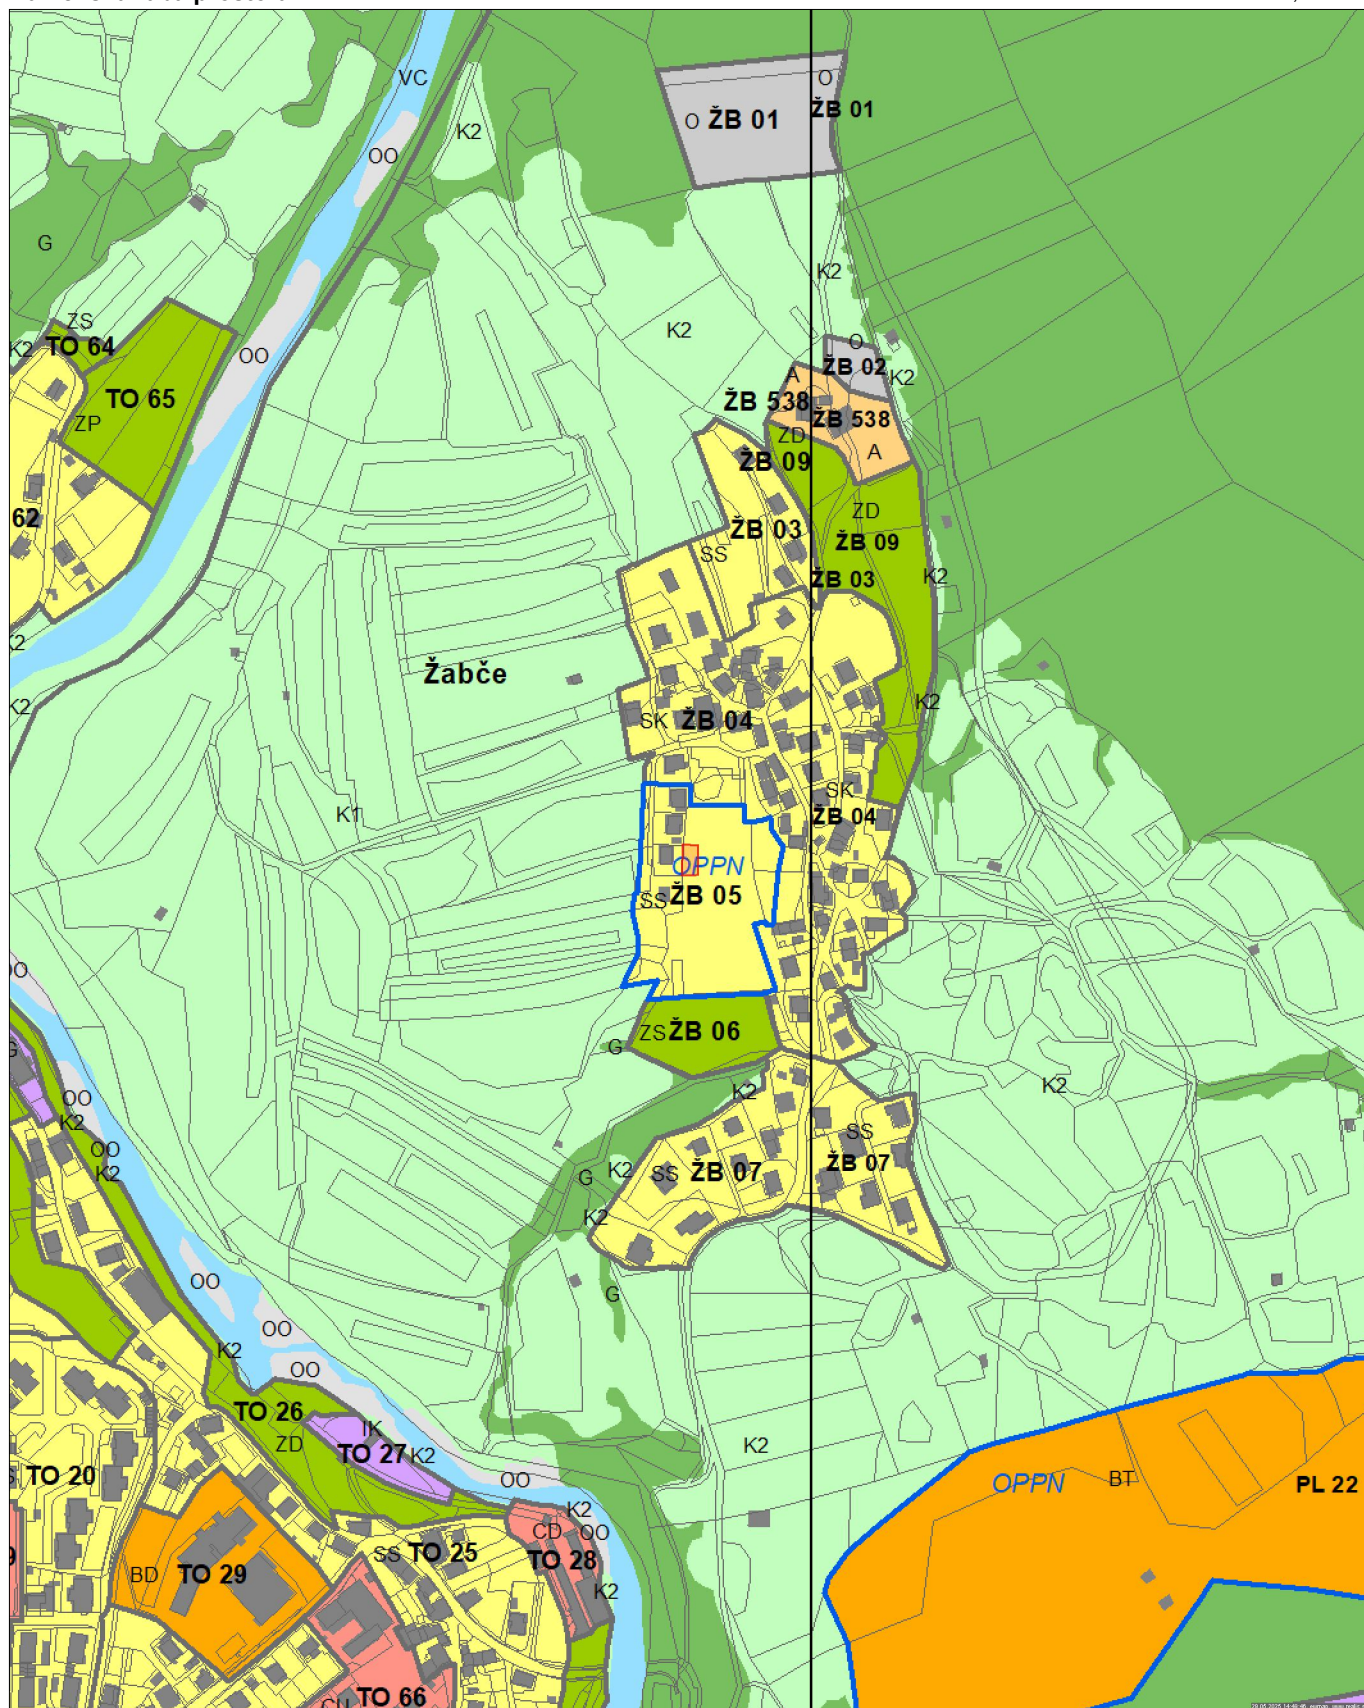 VC
O
ŽB 01
O ŽB 01
K2
OO
G
K2
K2
ZS
K2
TO 64
OO
O
ŽB 02
K2
A
TO 65
ŽB 538
ŽB 538
ZP
ZD
A
ŽB 09
62
ZD
ŽB 03
ŽB 09
SS
ŽB 03
K2
Žabče
K2
K2
SK ŽB 04
SK
K1
ŽB 04
OPPN
SS ŽB 05
ZS ŽB 06
G
OO
K2
K2
K2
OO
K2
SS
ŽB 07
G
K2
SS ŽB 07
K2
OO
G
OO
K2
OO
TO 26
IK
ZD
TO 27
K2
K2
TO 20
OO
OPPN
BT
PL 22
K2
CD
OO
SS TO 25
TO 28
BD
TO 29
K2
TO 66